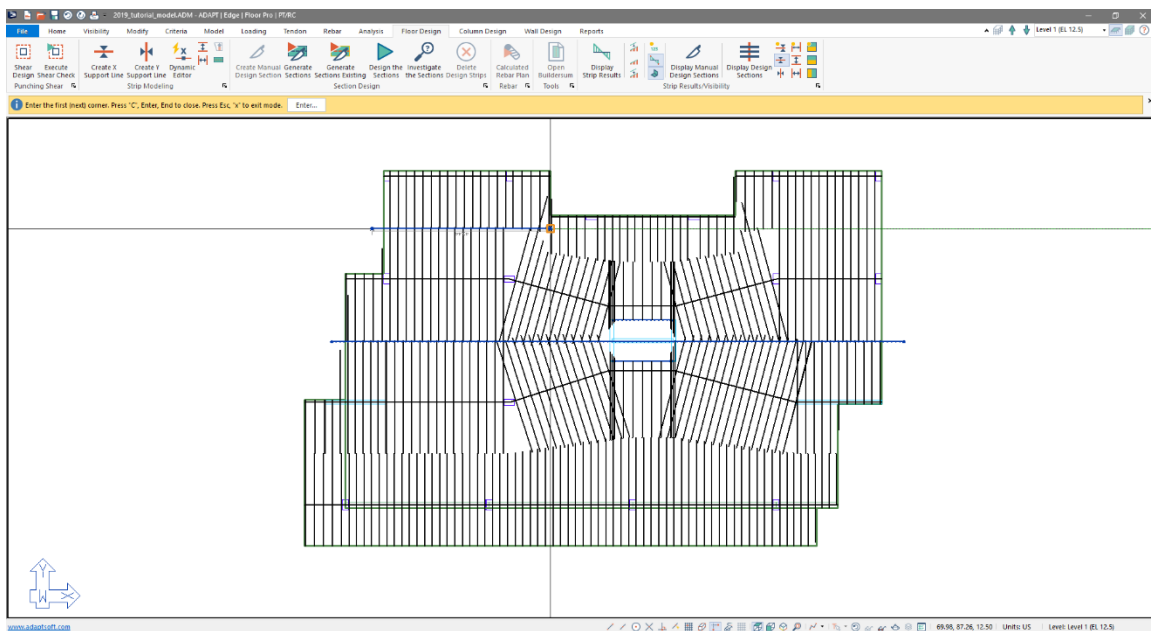 2019_tutorial_model.ADM - ADAPT | Edge | Floor Pro | PT/RC
File Home Visibility Modify Criteria Model Loading Tendon Rebar Analysis Floor Design Column Design Wall Design Reports
Level 1 (EL 12.5)
Shear Execute Create X Create Y Dynamic Create Manual Generate Generate Design the Investigate Delete Calculated Open Display Display Manual Display Design
Design Shear Check Support Line Support Line Editor Design Section Sections Sections Existing Sections the Sections Design Strips Rebar Plan Buildersum Strip Results Design Sections Sections
Punching Shear Strip Modeling Section Design Rebar Tools Strip Results/Visibility
Enter the first (next) corner. Press "C", Enter, End to close. Press Esc, 'x' to exit mode. Enter...
Y
W X
www.adaptsoft.com 69.98, 87.26, 12.50 Units: US Level: Level 1 (EL 12.5)